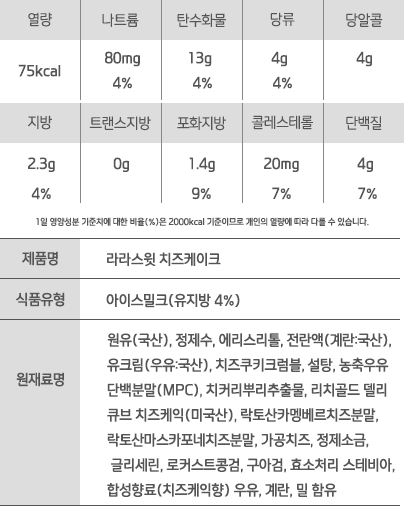 열량 나트륨 탄수화물 당류 당알콜
75kcal 80mg 13g 4g 4g
4% 4% 4%
지방 트랜스지방 포화지방 콜레스테롤 단백질
2.3g 0g 1.4g 20mg 4g
4% 9% 7% 7%
1일 영양성분 기준치에 대한 비율(%)은 2000kcal 기준이므로 개인의 열량에 따라 다를 수 있습니다.
제품명 라라스윗 치즈케이크
식품유형 아이스밀크(유지방 4%)
원재료명
원유(국산), 정제수, 에리스리톨, 전란액(계란:국산),
유크림(우유:국산), 치즈쿠키크럼블, 설탕, 농축우유
단백분말(MPC), 치커리뿌리추출물, 리치골드 델리
큐브 치즈케익(미국산), 락토산카멩베르치즈분말,
락토산마스카포네치즈분말, 가공치즈, 정제소금,
글리세린, 로커스트콩검, 구아검, 효소처리 스테비아,
합성향료(치즈케익향) 우유, 계란, 밀 함유